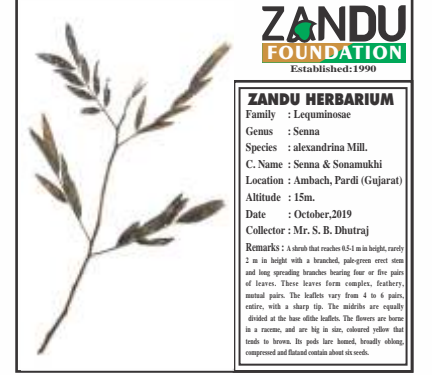 ZANDU
FOUNDATION
Established:1990
ZANDU HERBARIUM
Family : Lequminosae
Genus : Senna
Species : alexandrina Mill.
C. Name : Senna & Sonamukhi
Location : Ambach, Pardi (Gujarat)
Altitude : 15m.
Date : October,2019
Collector : Mr. S. B. Dhutraj
Remarks : A shrub that reaches 0.5-1 m in height, rarely
2 m in height with a branched, pale-green erect stem
and long spreading branches bearing four or five pairs
of leaves. These leaves form complex, feathery,
mutual pairs. The leaflets vary from 4 to 6 pairs,
entire, with a sharp tip. The midribs are equally
divided at the base ofthe leaflets. The flowers are borne
in a raceme, and are big in size, coloured yellow that
tends to brown. Its pods lare homed, broadly oblong,
compressed and flatand contain about six seeds.